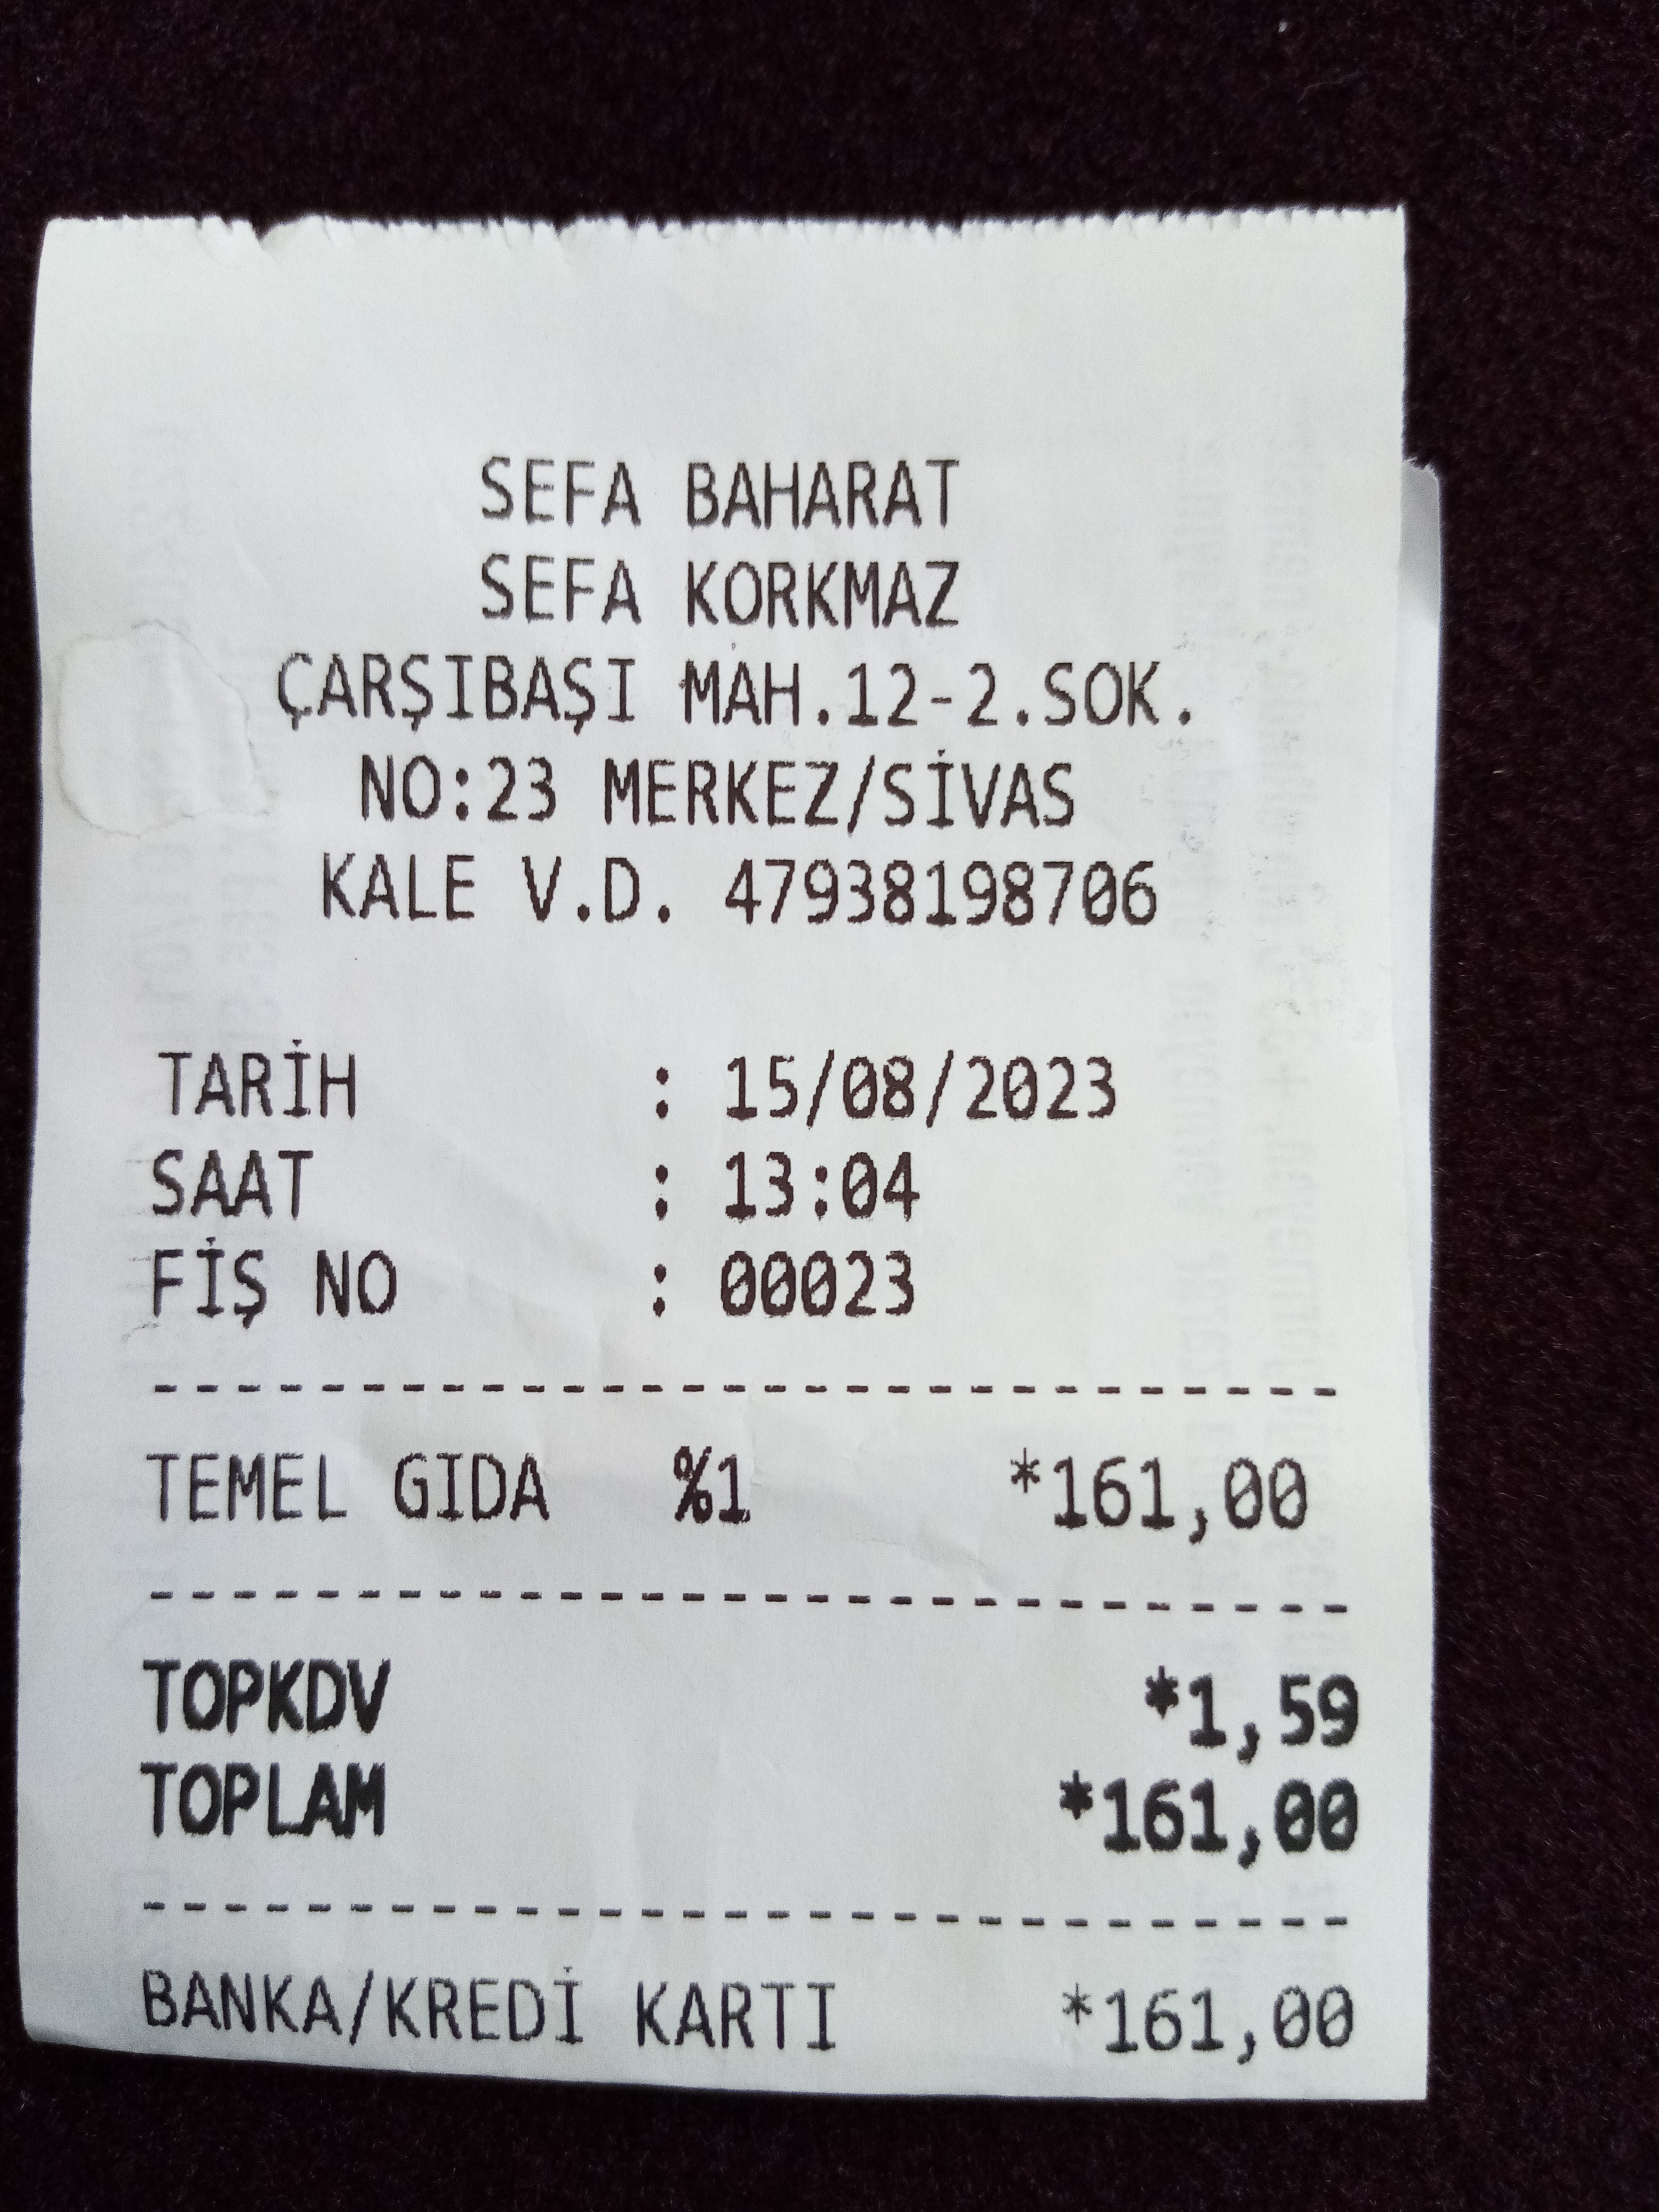 SEFA BAHARAT
SEFA KORKMAZ
ÇARŞIBAŞI MAH.12-2.SOK.
NO:23 MERKEZ/SİVAS
KALE V.D. 47938198706
TARİH : 15/08/2023
SAAT : 13:04
FİŞ NO : 00023
--------------------------------
TEMEL GIDA %1 *161,00
--------------------------------
TOPKDV *1,59
TOPLAM *161,00
--------------------------------
BANKA/KREDİ KARTI *161,00